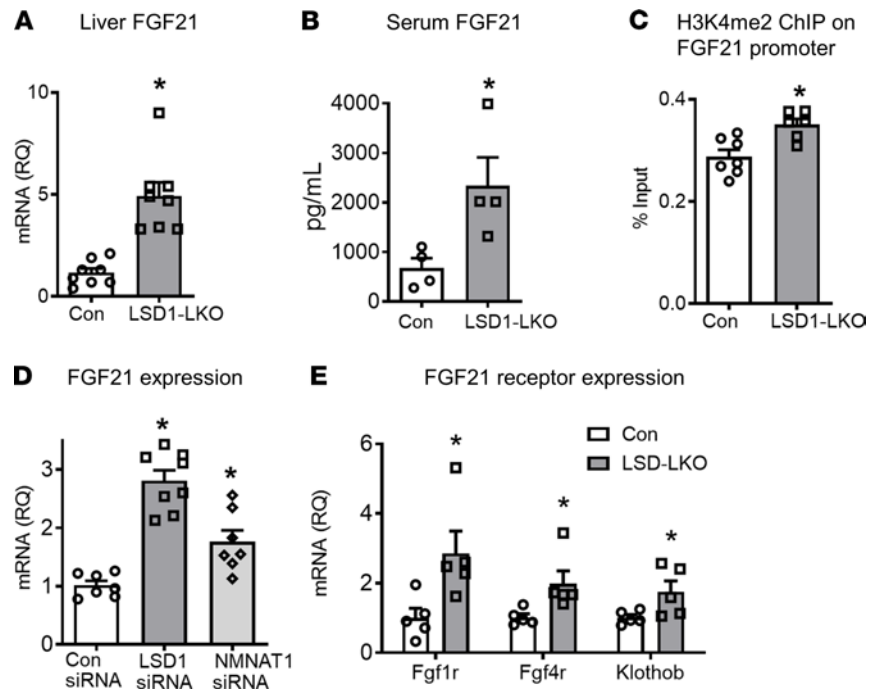 A Liver FGF21
mRNA (RQ)
10
5
0
*
Con LSD1-LKO
B Serum FGF21
pg/mL
4000
3000
2000
1000
0
*
Con LSD1-LKO
C H3K4me2 ChIP on
FGF21 promoter
% Input
0.4
0.2
0.0
*
Con LSD1-LKO
D FGF21 expression
mRNA (RQ)
3
2
1
0
* *
Con LSD1 NMNAT1
siRNA siRNA siRNA
E FGF21 receptor expression
Con
LSD-LKO
mRNA (RQ)
6
4
2
0
* * *
Fgf1r Fgf4r Klothob